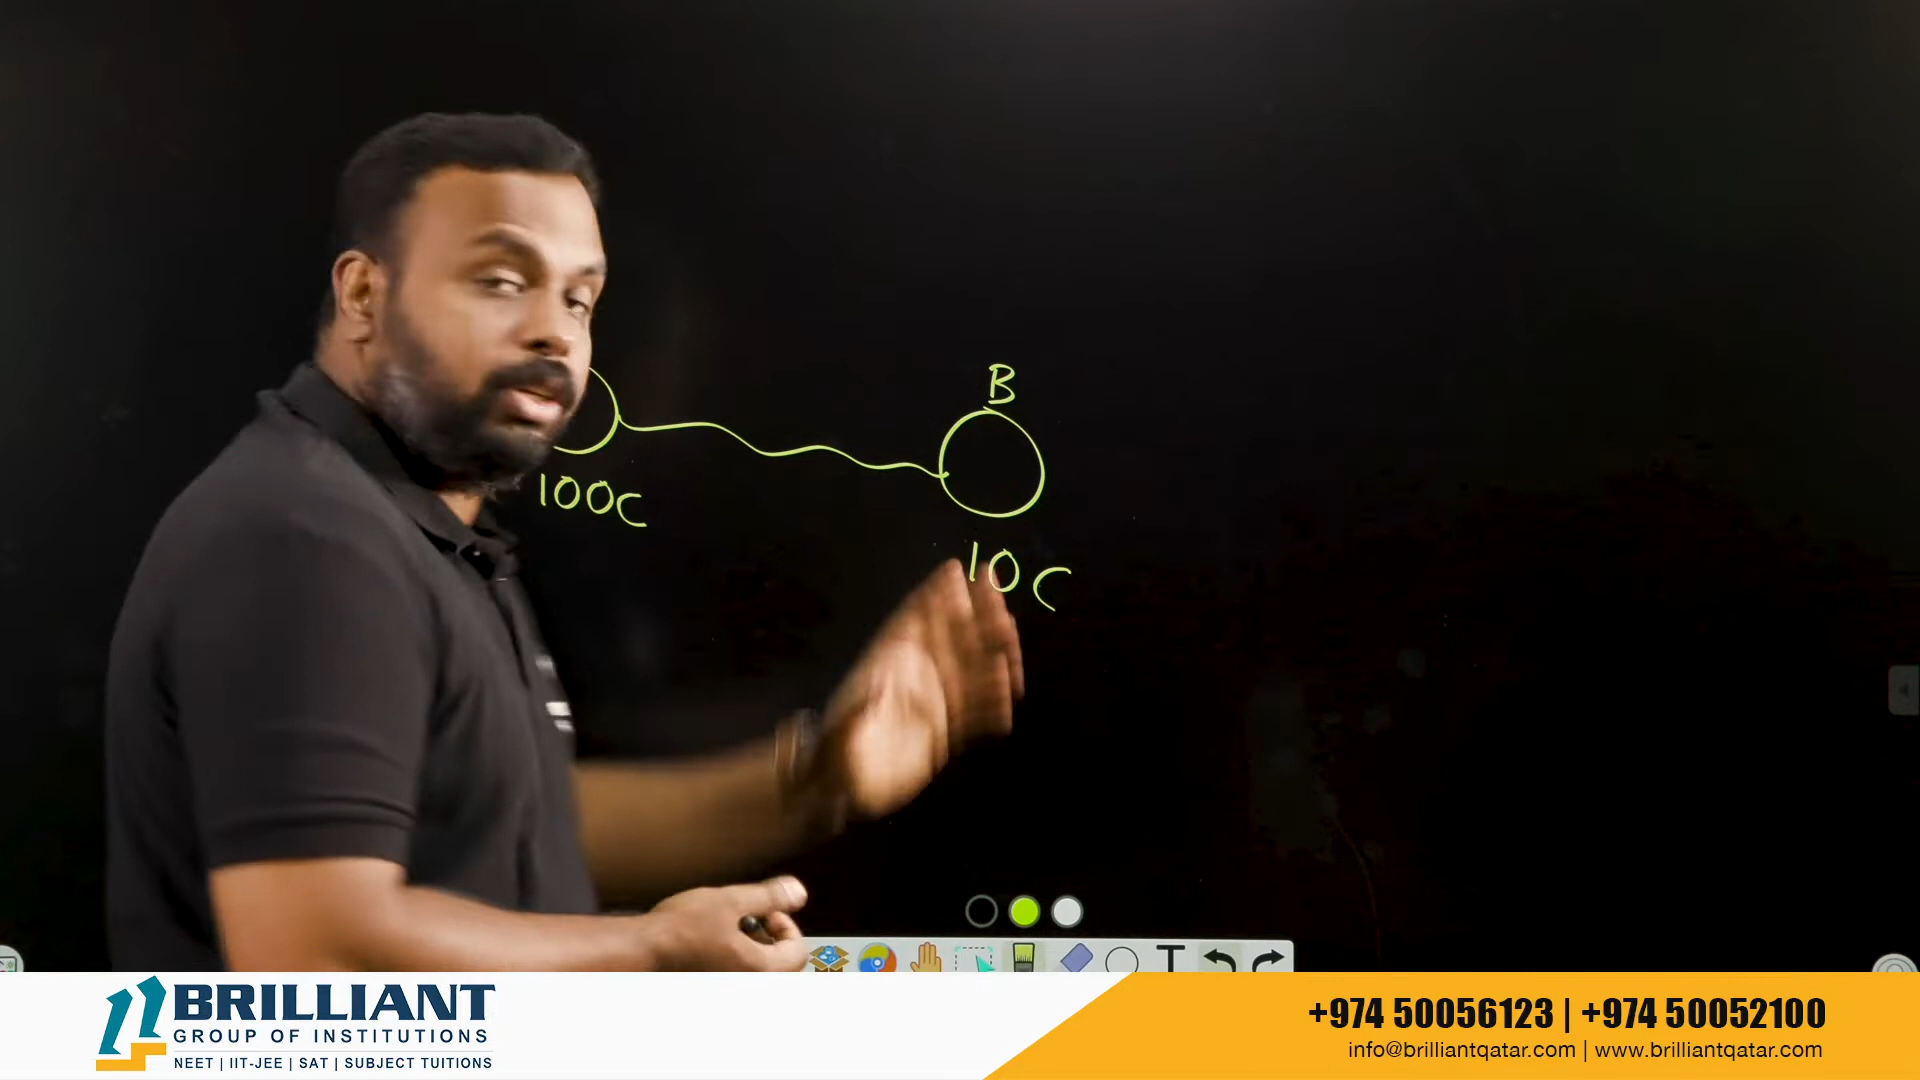 B
100C
10C
BRILLIANT
GROUP OF INSTITUTIONS
NEET | IIT-JEE | SAT | SUBJECT TUITIONS
+974 50056123 | +974 50052100
info@brilliantqatar.com | www.brilliantqatar.com
T